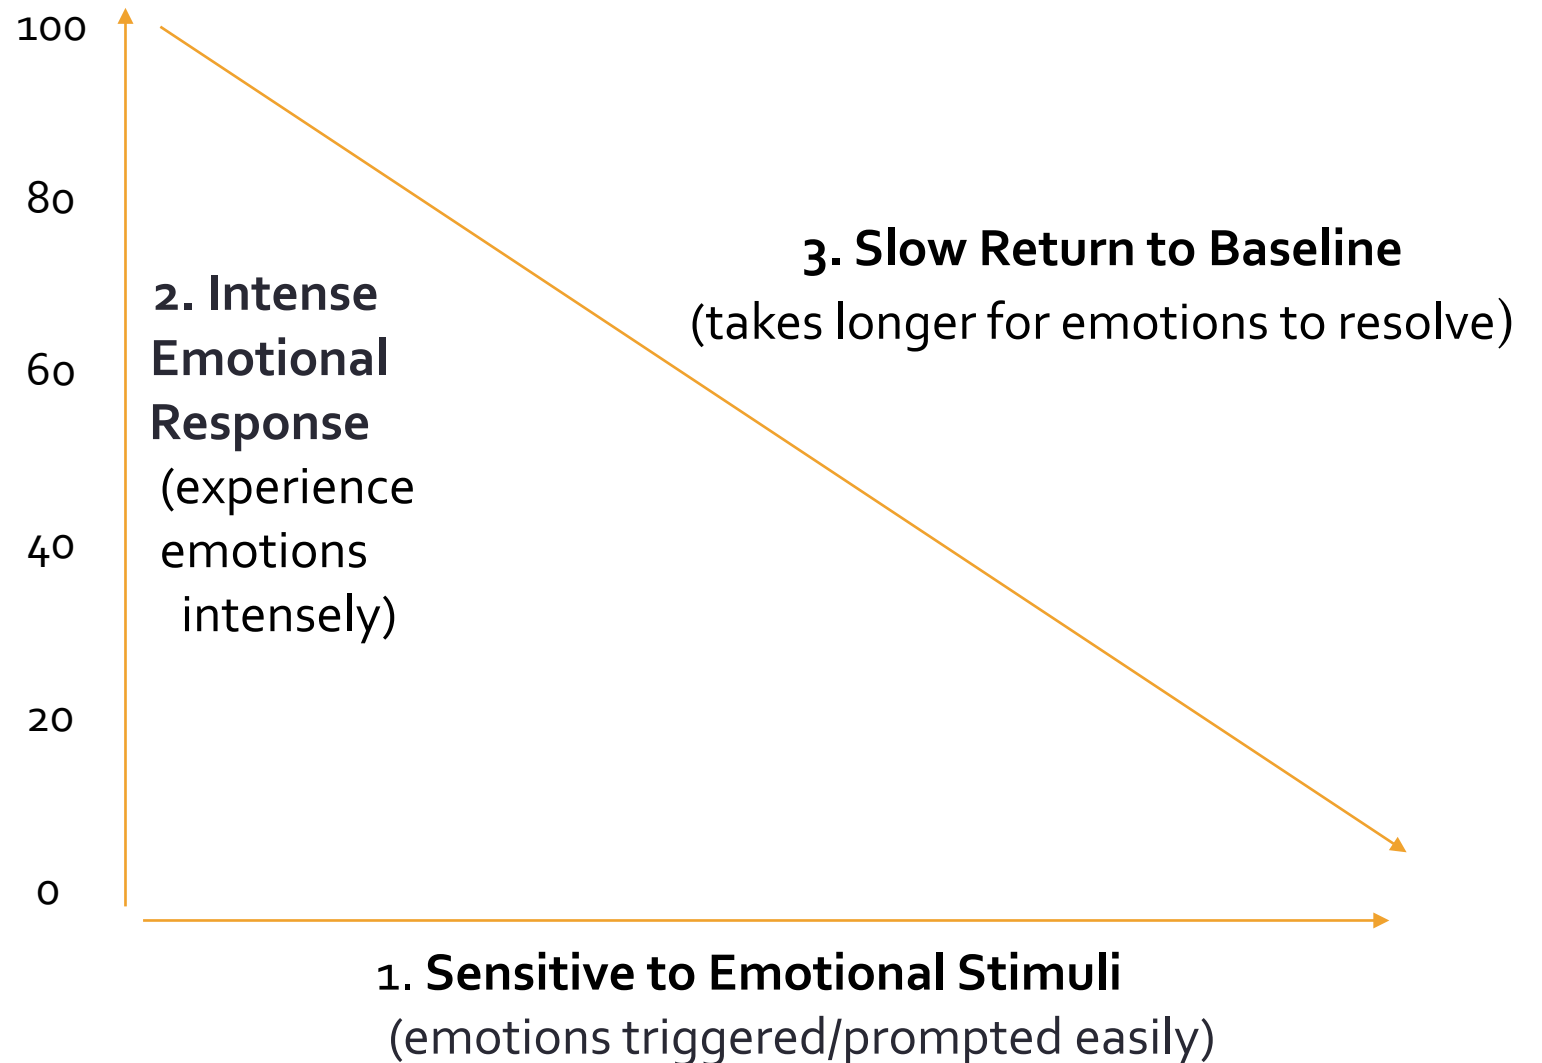 100
80
60
40
20
0
2. Intense
Emotional
Response
(experience
emotions
intensely)
3. Slow Return to Baseline
(takes longer for emotions to resolve)
1. Sensitive to Emotional Stimuli
(emotions triggered/prompted easily)